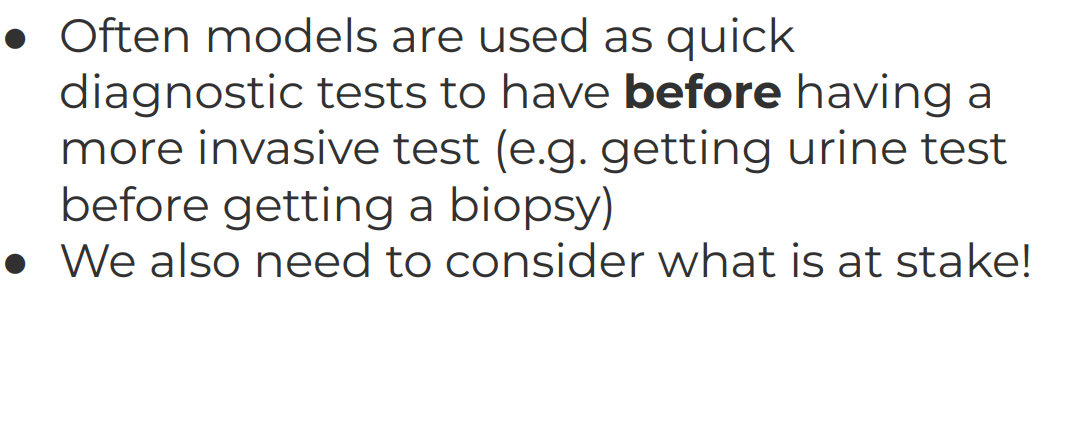 ● Often models are used as quick
diagnostic tests to have before having a
more invasive test (e.g. getting urine test
before getting a biopsy)
● We also need to consider what is at stake!